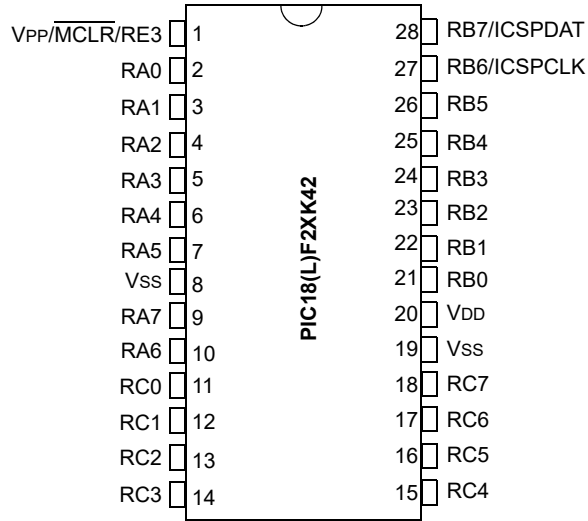 VPP/MCLR/RE3 1 28 RB7/ICSPDAT
RA0 2 27 RB6/ICSPCLK
RA1 3 26 RB5
RA2 4 25 RB4
RA3 5 24 RB3
RA4 6 23 RB2
RA5 7 22 RB1
VSS 8 21 RB0
RA7 9 20 VDD
RA6 10 19 VSS
RC0 11 18 RC7
RC1 12 17 RC6
RC2 13 16 RC5
RC3 14 15 RC4
PIC18(L)F2XK42